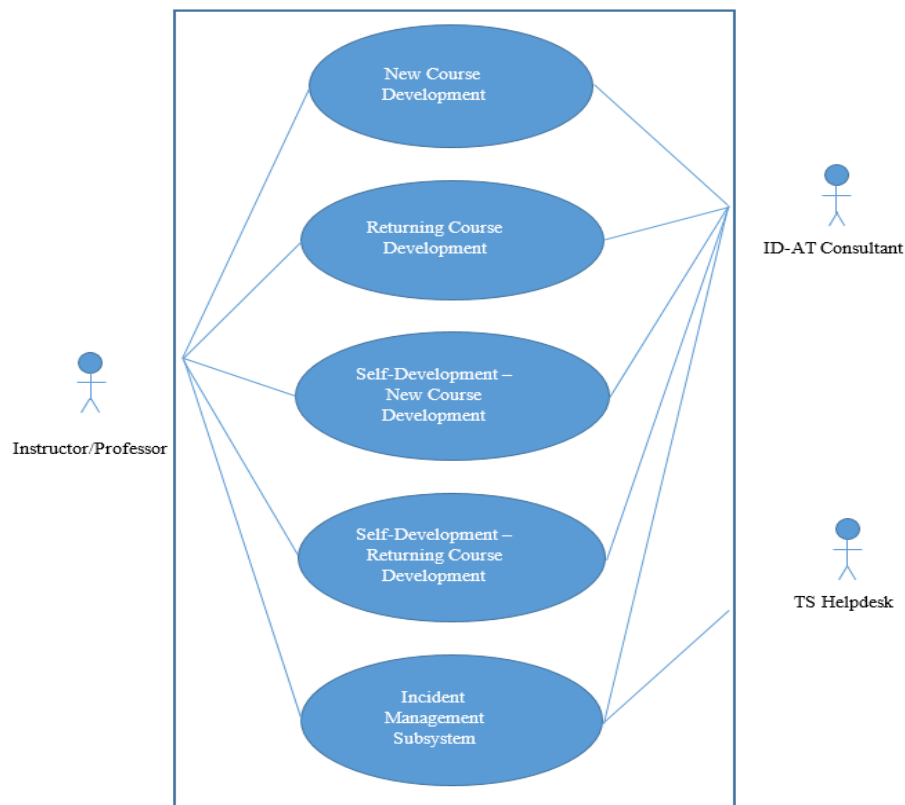 New Course
Development
Returning Course
Development
ID-AT Consultant
Self-Development –
New Course
Development
Instructor/Professor
Self-Development –
Returning Course
Development
TS Helpdesk
Incident
Management
Subsystem